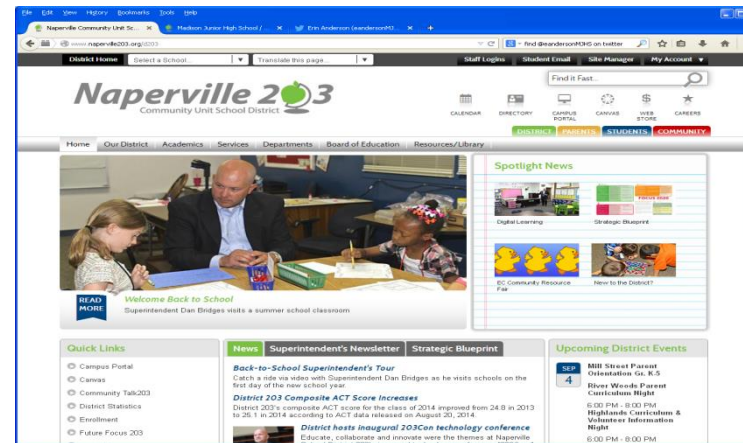 File Edit View History Bookmarks Tools Help
Naperville Community Unit Sc... × Madison Junior High School / ... × Erin Anderson (eandersonMJ... × +
www.naperville203.org/d203 find @eandersonMJHS on twitter
District Home Select a School... Translate this page... Staff Logins Student Email Site Manager My Account
Find it Fast...
Naperville 203
Community Unit School District
CALENDAR DIRECTORY CAMPUS PORTAL CANVAS WEB STORE CAREERS
DISTRICT PARENTS STUDENTS COMMUNITY
Home Our District Academics Services Departments Board of Education Resources/Library
Spotlight News
Digital Learning Strategic Blueprint
EC Community Resource Fair New to the District?
READ MORE
Welcome Back to School
Superintendent Dan Bridges visits a summer school classroom
Quick Links
Campus Portal
Canvas
Community Talk203
District Statistics
Enrollment
Future Focus 203
News Superintendent's Newsletter Strategic Blueprint
Back-to-School Superintendent's Tour
Catch a ride via video with Superintendent Dan Bridges as he visits schools on the
first day of the new school year.
District 203 Composite ACT Score Increases
District 203's composite ACT score for the class of 2014 improved from 24.8 in 2013
to 25.1 in 2014 according to ACT data released on August 20, 2014.
District hosts inaugural 203Con technology conference
Educate, collaborate and innovate were the themes at Naperville
Upcoming District Events
SEP
4
Mill Street Parent
Orientation Gr. K-5
River Woods Parent
Curriculum Night
6:00 PM - 8:00 PM
Highlands Curriculum &
Volunteer Information
Night
6:00 PM - 8:00 PM